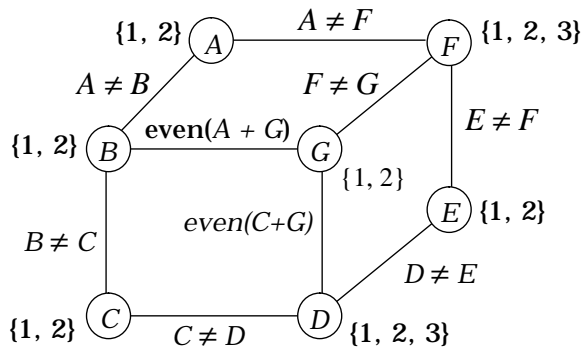 {1, 2} A A ≠ F F {1, 2, 3}
A ≠ B F ≠ G E ≠ F
{1, 2} B even(A + G) G
{1, 2}
B ≠ C even(C+G) E {1, 2}
D ≠ E
{1, 2} C C ≠ D D {1, 2, 3}